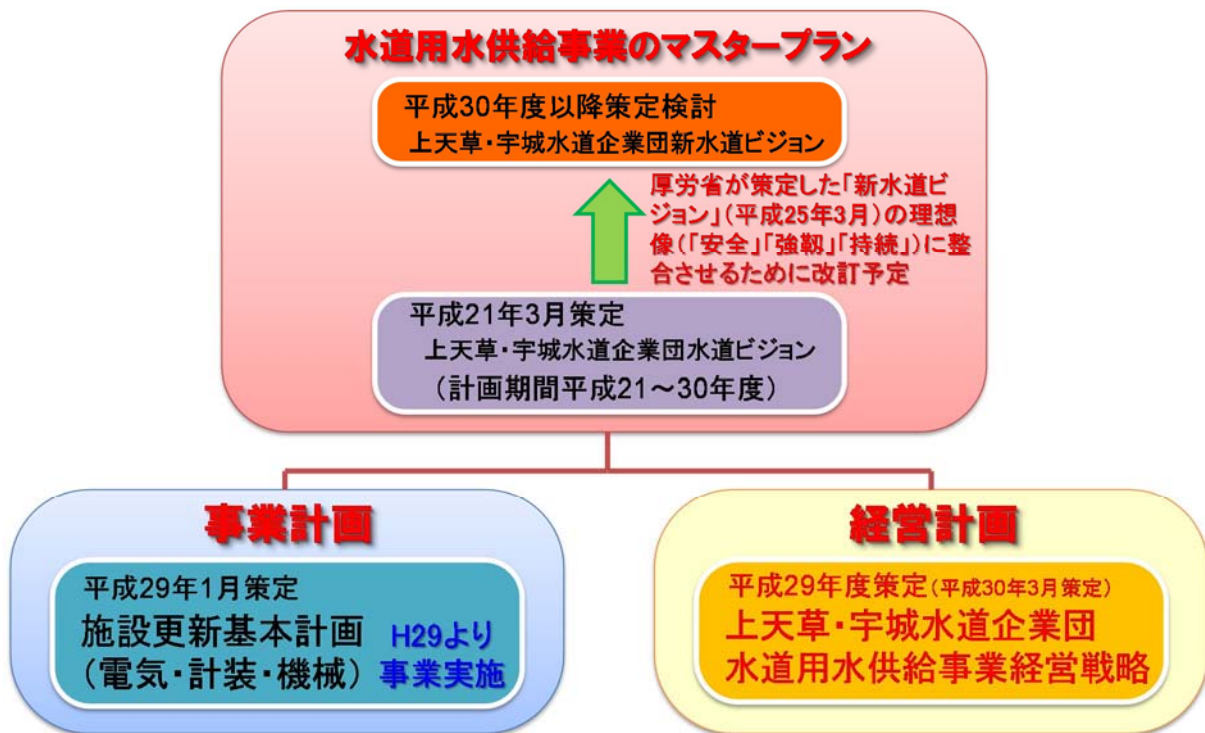 水道用水供給事業のマスタープラン
平成30年度以降策定検討
上天草・宇城水道企業団新水道ビジョン
厚労省が策定した「新水道ビ
ジョン」(平成25年3月)の理想
像(「安全」「強靱」「持続」)に整
合させるために改訂予定
平成21年3月策定
上天草・宇城水道企業団水道ビジョン
(計画期間平成21～30年度)
事業計画
平成29年1月策定
施設更新基本計画
(電気・計装・機械)
H29より
事業実施
経営計画
平成29年度策定(平成30年3月策定)
上天草・宇城水道企業団
水道用水供給事業経営戦略